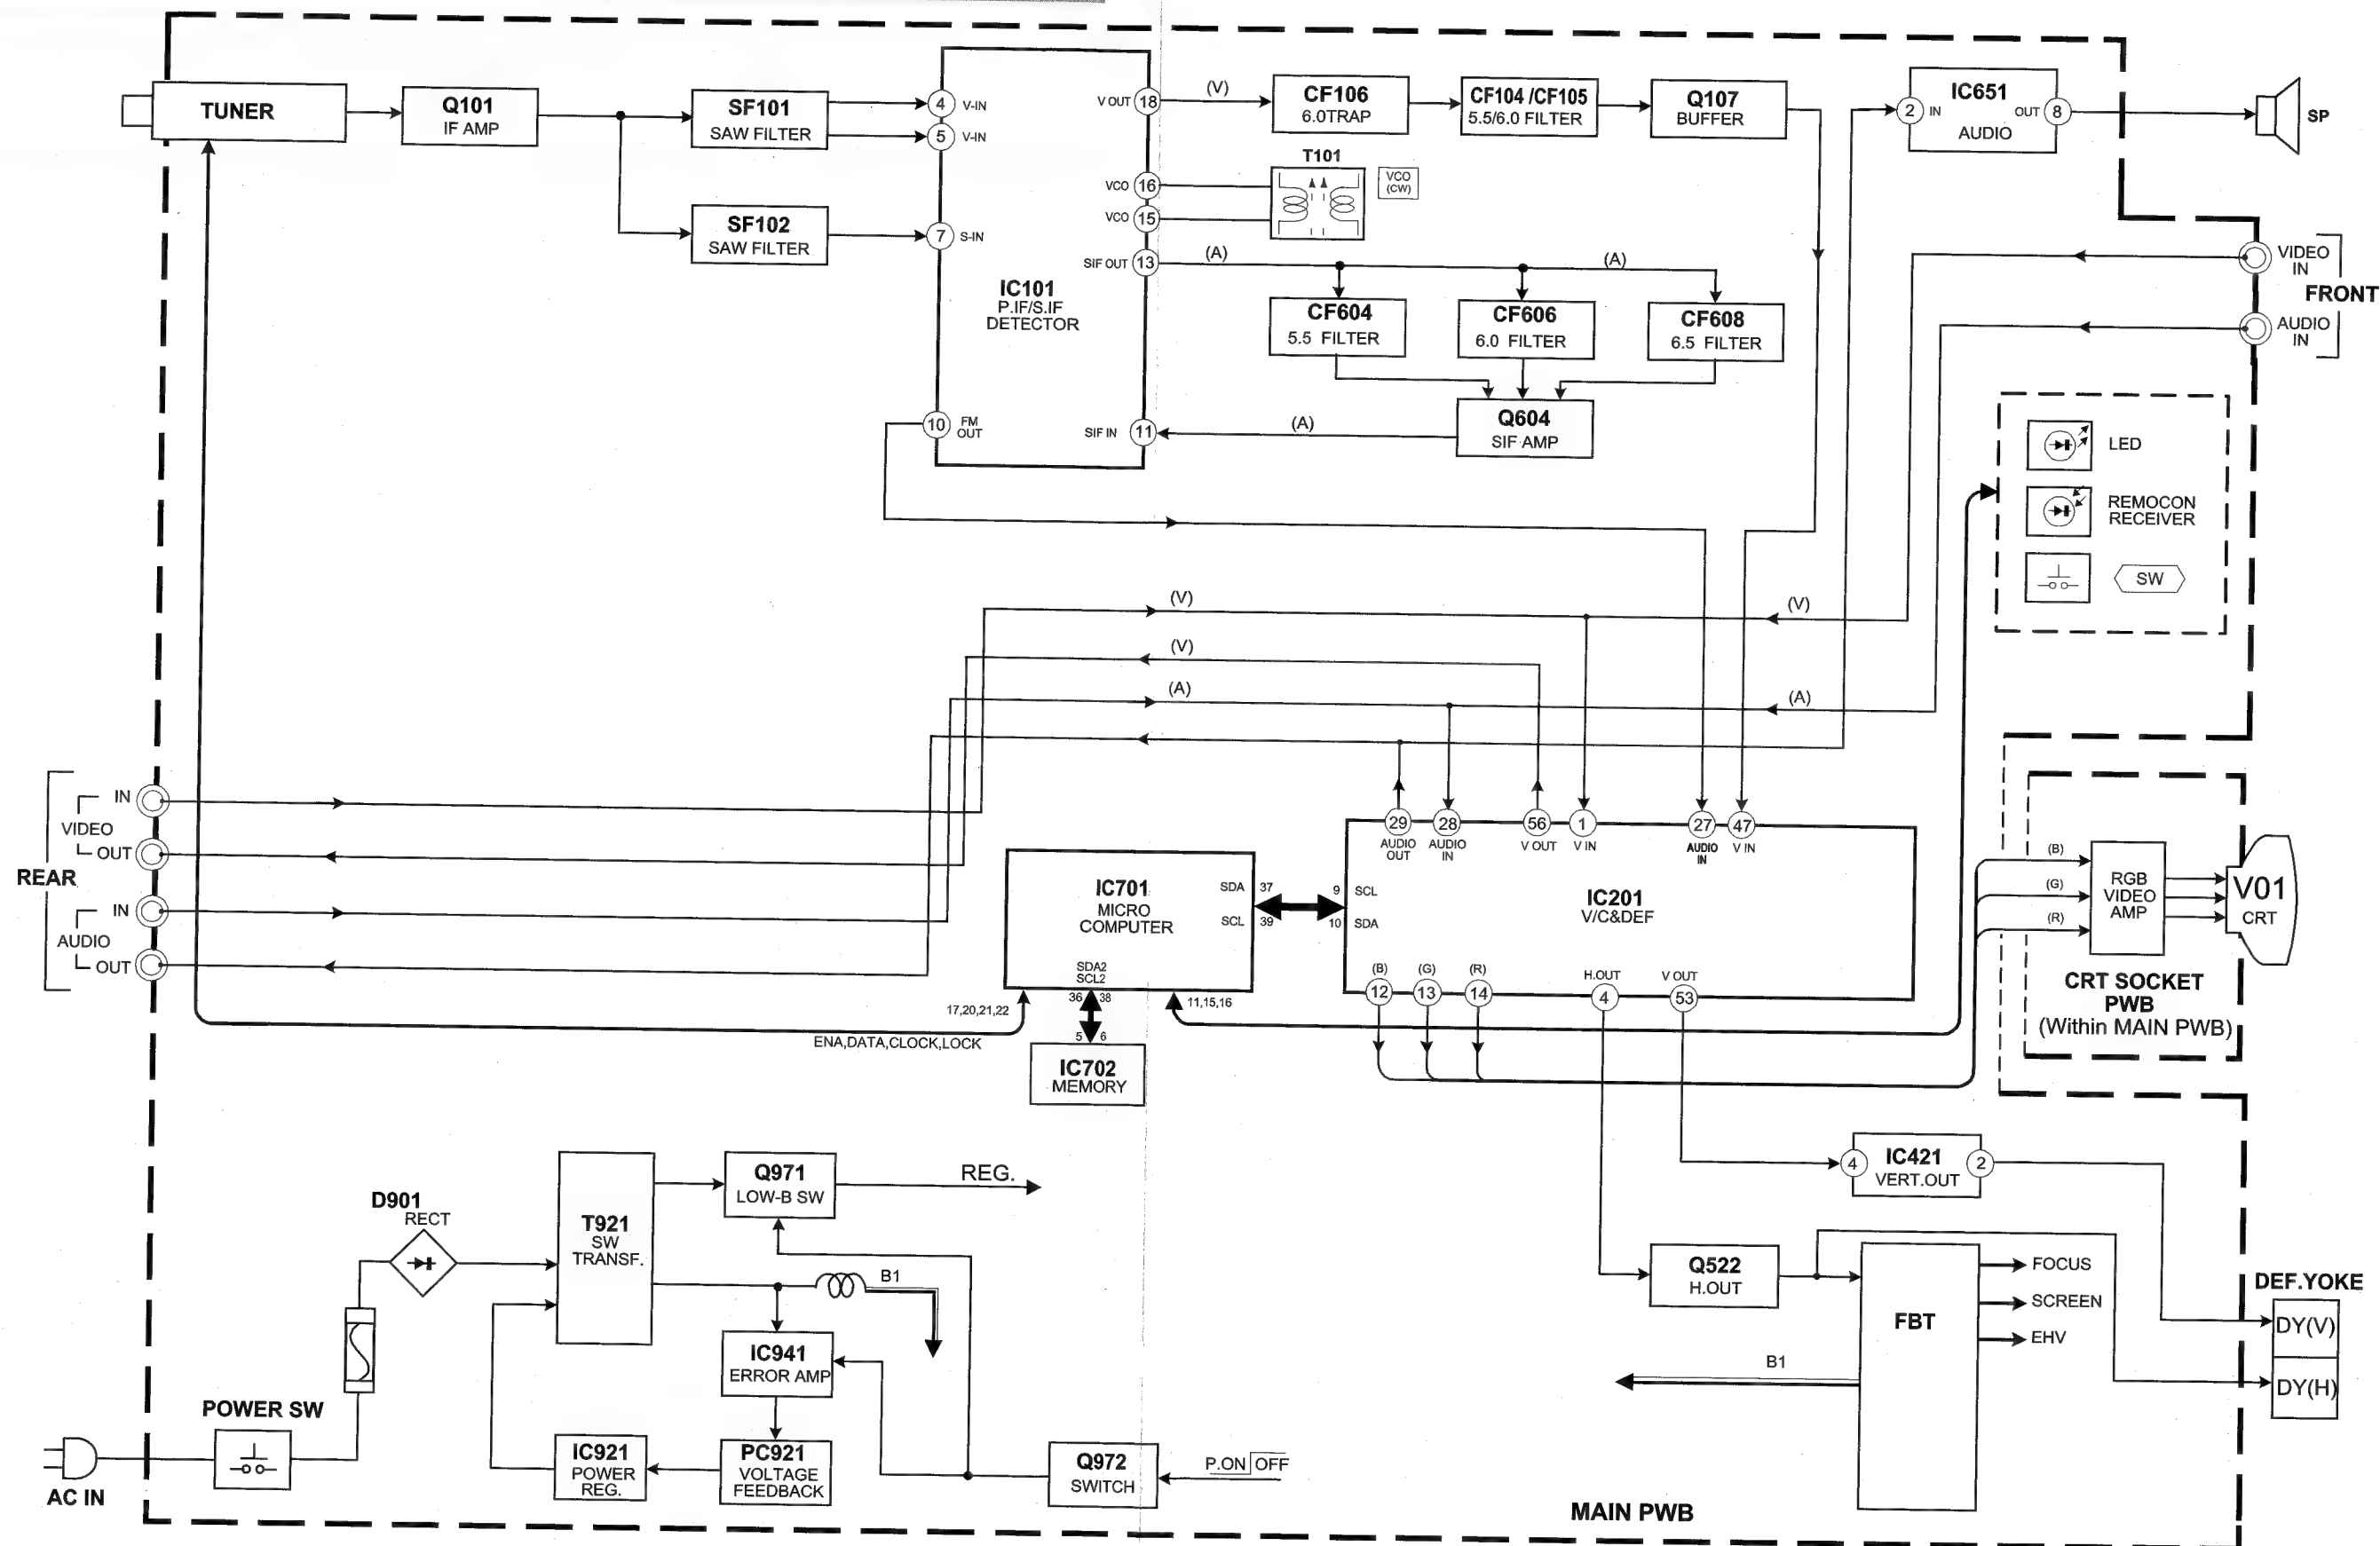 TUNER
Q101
IF AMP
SF101
SAW FILTER
SF102
SAW FILTER
4 V-IN
5 V-IN
7 S-IN
IC101
P.IF/S.IF
DETECTOR
10 FM
OUT
V OUT 18
VCO 16
VCO 15
SIF OUT 13
SIF IN 11
(V)
CF106
6.0TRAP
CF104 /CF105
5.5/6.0 FILTER
Q107
BUFFER
T101
VCO
(CW)
(A)
(A)
CF604
5.5 FILTER
CF606
6.0 FILTER
CF608
6.5 FILTER
(A)
Q604
SIF AMP
2 IN
IC651
OUT 8
AUDIO
SP
VIDEO
IN
FRONT
AUDIO
IN
LED
REMOCON
RECEIVER
SW
(V)
(V)
(V)
(A)
(A)
REAR
IN
VIDEO
OUT
IN
AUDIO
OUT
IC701
MICRO
COMPUTER
SDA 37
SCL 39
SDA2
SCL2
36 38
17,20,21,22
11,15,16
ENA,DATA,CLOCK,LOCK
5 6
IC702
MEMORY
29 28 56 1 27 47
AUDIO
OUT
AUDIO
IN
V OUT
V IN
AUDIO
IN
V IN
9 SCL
10 SDA
IC201
V/C&DEF
(B) (G) (R) H.OUT V OUT
12 13 14 4 53
(B)
(G)
(R)
RGB
VIDEO
AMP
V01
CRT
CRT SOCKET
PWB
(Within MAIN PWB)
4 IC421 2
VERT.OUT
Q522
H.OUT
FBT
FOCUS
SCREEN
EHV
B1
DEF.YOKE
DY(V)
DY(H)
AC IN
POWER SW
D901
RECT
T921
SW
TRANSF.
Q971
LOW-B SW
REG.
B1
IC941
ERROR AMP
PC921
VOLTAGE
FEEDBACK
IC921
POWER
REG.
Q972
SWITCH
P.ON OFF
MAIN PWB